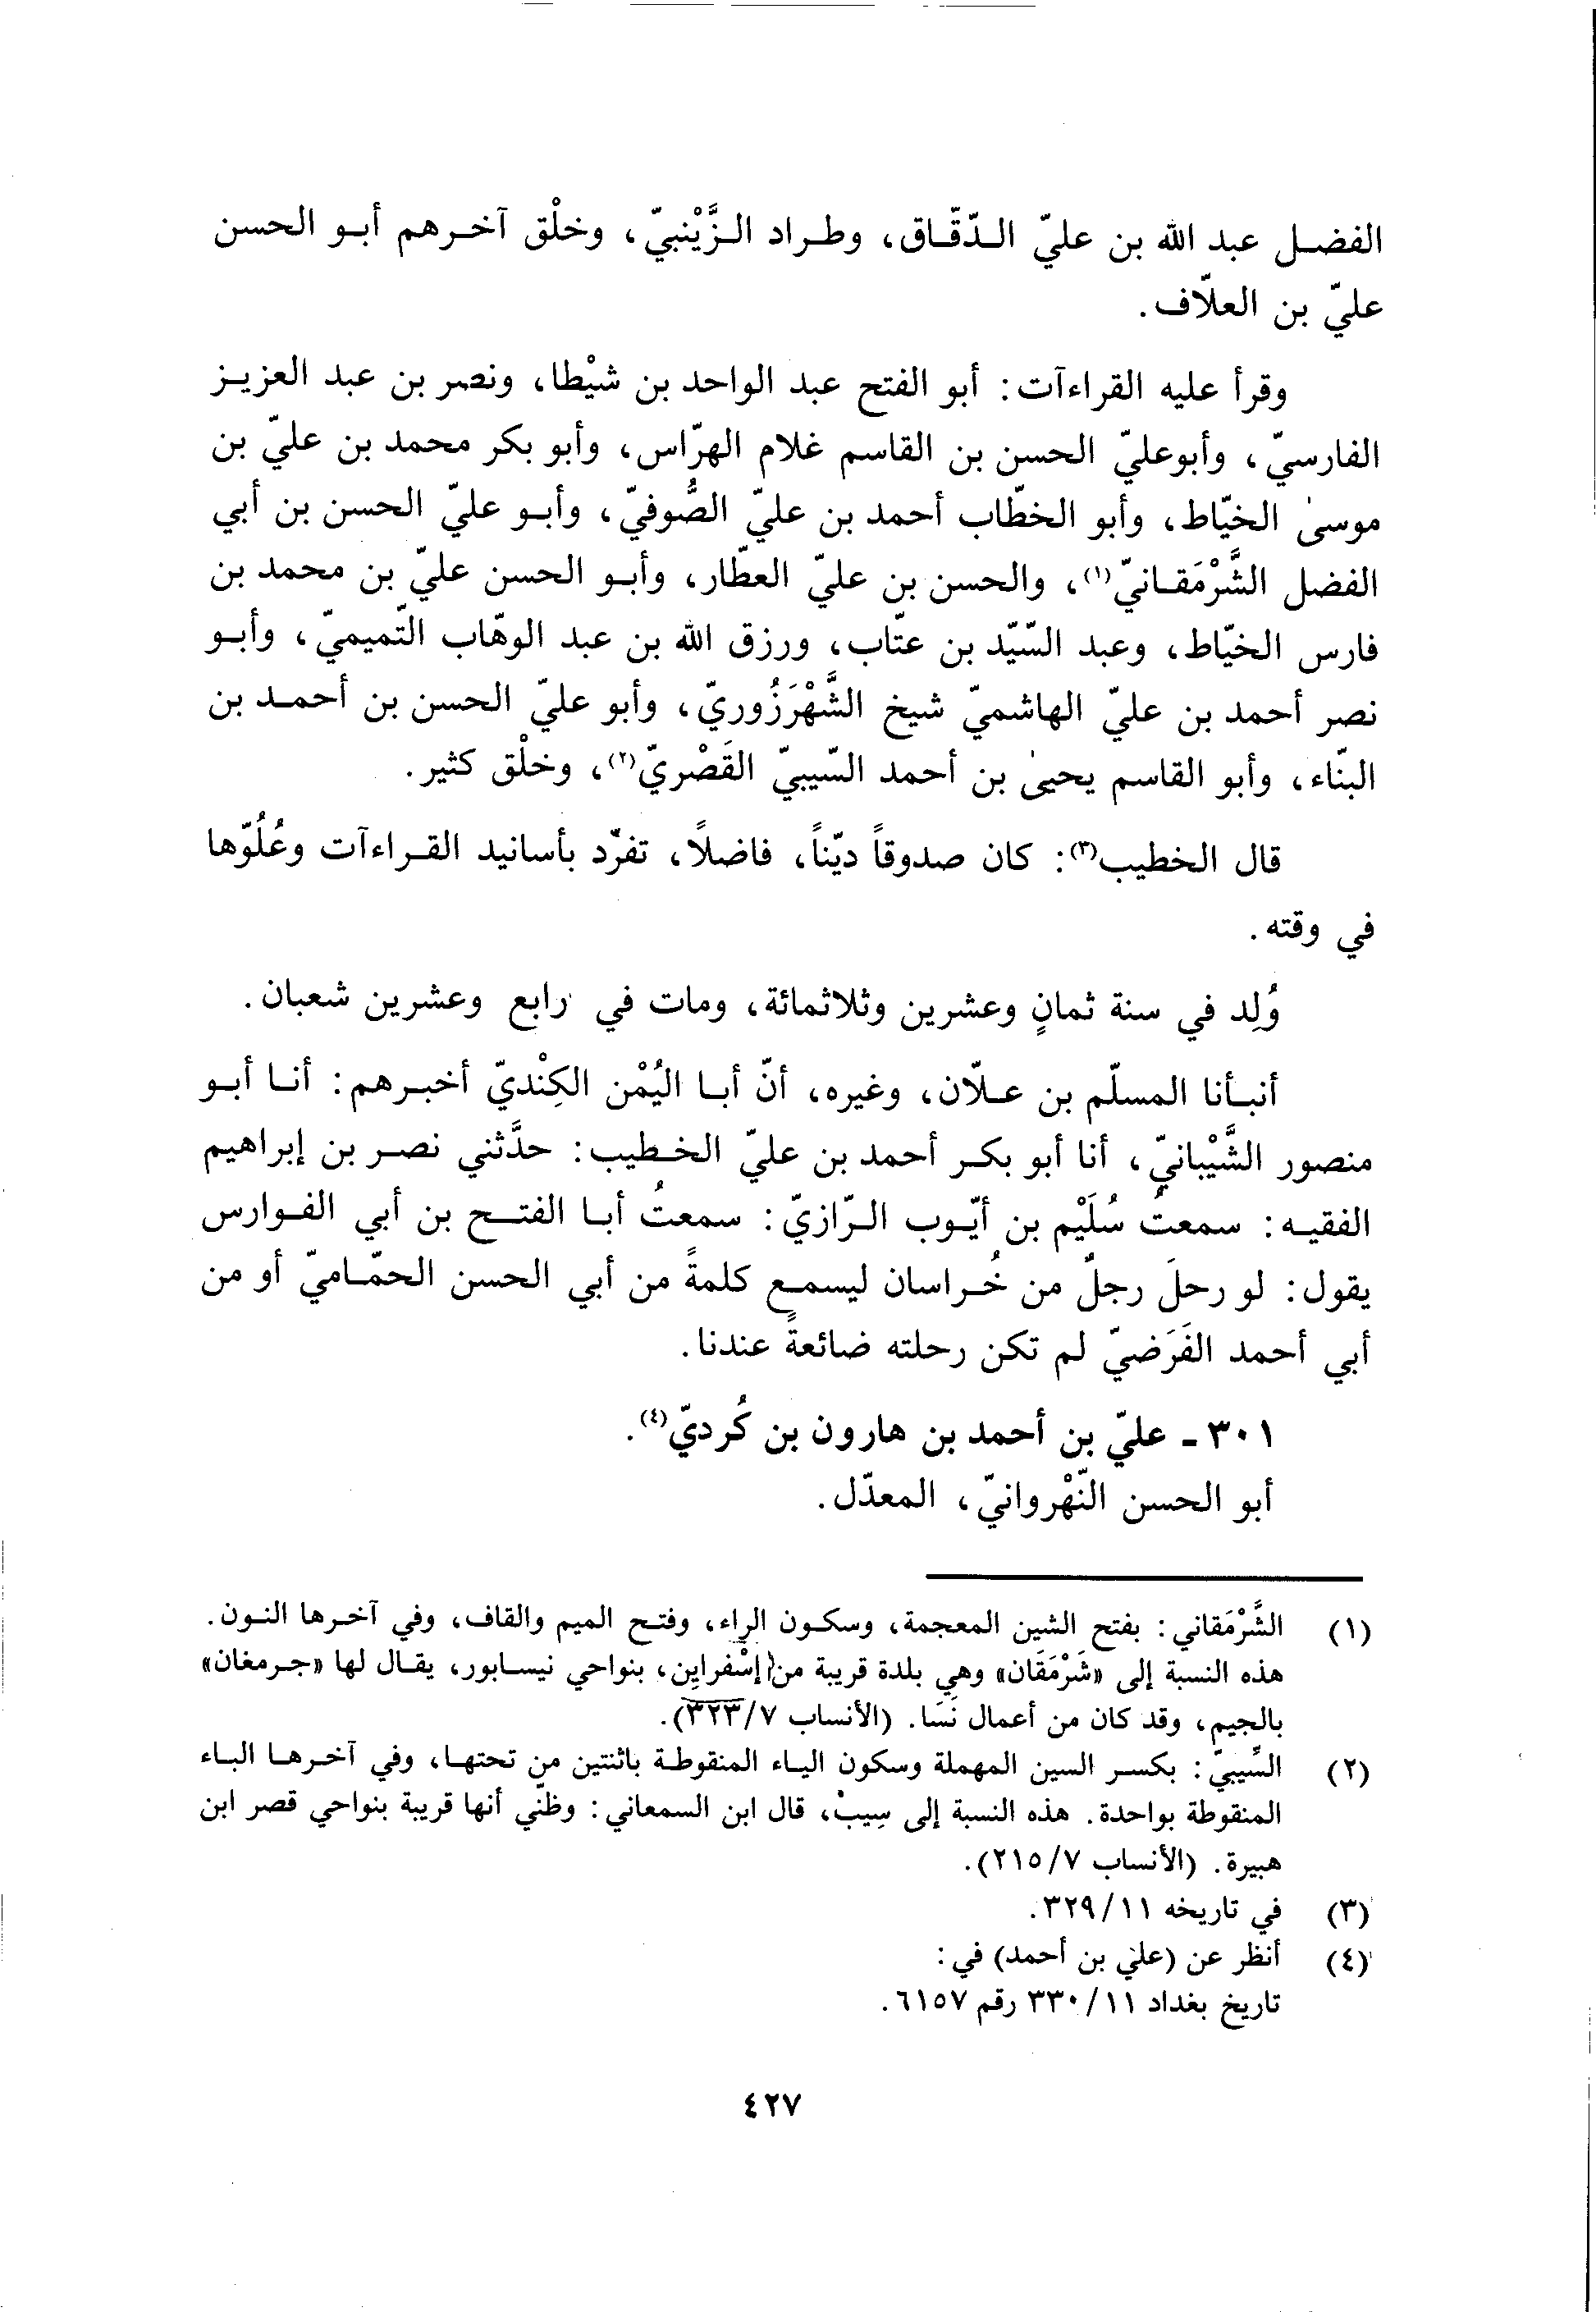 الفضل عبد الله بن عليّ الدّقّاق، وطراد الزَّيْنبيّ، وخلْق آخرهم أبو الحسن
عليّ بن العلّاف.
وقرأ عليه القراءآت: أبو الفتح عبد الواحد بن شيْطا، ونصر بن عبد العزيز
الفارسيّ، وأبوعليّ الحسن بن القاسم غلام الهرّاس، وأبو بكر محمد بن عليّ بن
موسىٰ الخيّاط، وأبو الخطّاب أحمد بن عليّ الصُّوفيّ، وأبو عليّ الحسن بن أبي
الفضل الشَّرْمَقانيّ(١)، والحسن بن عليّ العطّار، وأبو الحسن عليّ بن محمد بن
فارس الخيّاط، وعبد السّيّد بن عتّاب، ورزق الله بن عبد الوهّاب التّميميّ، وأبو
نصر أحمد بن عليّ الهاشميّ شيخ الشَّهْرَزُوريّ، وأبو عليّ الحسن بن أحمد بن
البنّاء، وأبو القاسم يحيىٰ بن أحمد السّيبيّ القَصْريّ(٢)، وخلْق كثير.
قال الخطيب(٣): كان صدوقاً ديّناً، فاضلاً، تفرّد بأسانيد القراءآت وعُلُوّها
في وقته.
وُلِد في سنة ثمانٍ وعشرين وثلاثمائة، ومات في رابع وعشرين شعبان.
أنبأنا المسلّم بن علّان، وغيره، أنّ أبا اليُمْن الكِنْديّ أخبرهم: أنا أبو
منصور الشَّيْبانيّ، أنا أبو بكر أحمد بن عليّ الخطيب: حدَّثني نصر بن إبراهيم
الفقيه: سمعتُ سُلَيْم بن أيّوب الرّازيّ: سمعتُ أبا الفتح بن أبي الفوارس
يقول: لو رحلَ رجلٌ من خُراسان ليسمع كلمةً من أبي الحسن الحمّاميّ أو من
أبي أحمد الفَرَضيّ لم تكن رحلته ضائعةً عندنا.
٣٠١ ـ عليّ بن أحمد بن هارون بن كُرديّ(٤).
أبو الحسن النّهْروانيّ، المعدّل.
(١) الشَّرْمَقاني: بفتح الشين المعجمة، وسكون الراء، وفتح الميم والقاف، وفي آخرها النون.
هذه النسبة إلى «شَرْمَقَان» وهي بلدة قريبة من إسْفراين، بنواحي نيسابور، يقال لها «جرمغان»
بالجيم، وقد كان من أعمال نَسَا. (الأنساب ٣٢٣/٧).
(٢) السِّيبيّ: بكسر السين المهملة وسكون الياء المنقوطة باثنتين من تحتها، وفي آخرها الباء
المنقوطة بواحدة. هذه النسبة إلى سِيبْ، قال ابن السمعاني: وظنّي أنها قريبة بنواحي قصر ابن
هبيرة. (الأنساب ٢١٥/٧).
(٣) في تاريخه ٣٢٩/١١.
(٤) أنظر عن (علي بن أحمد) في:
تاريخ بغداد ٣٣٠/١١ رقم ٦١٥٧.
٤٢٧